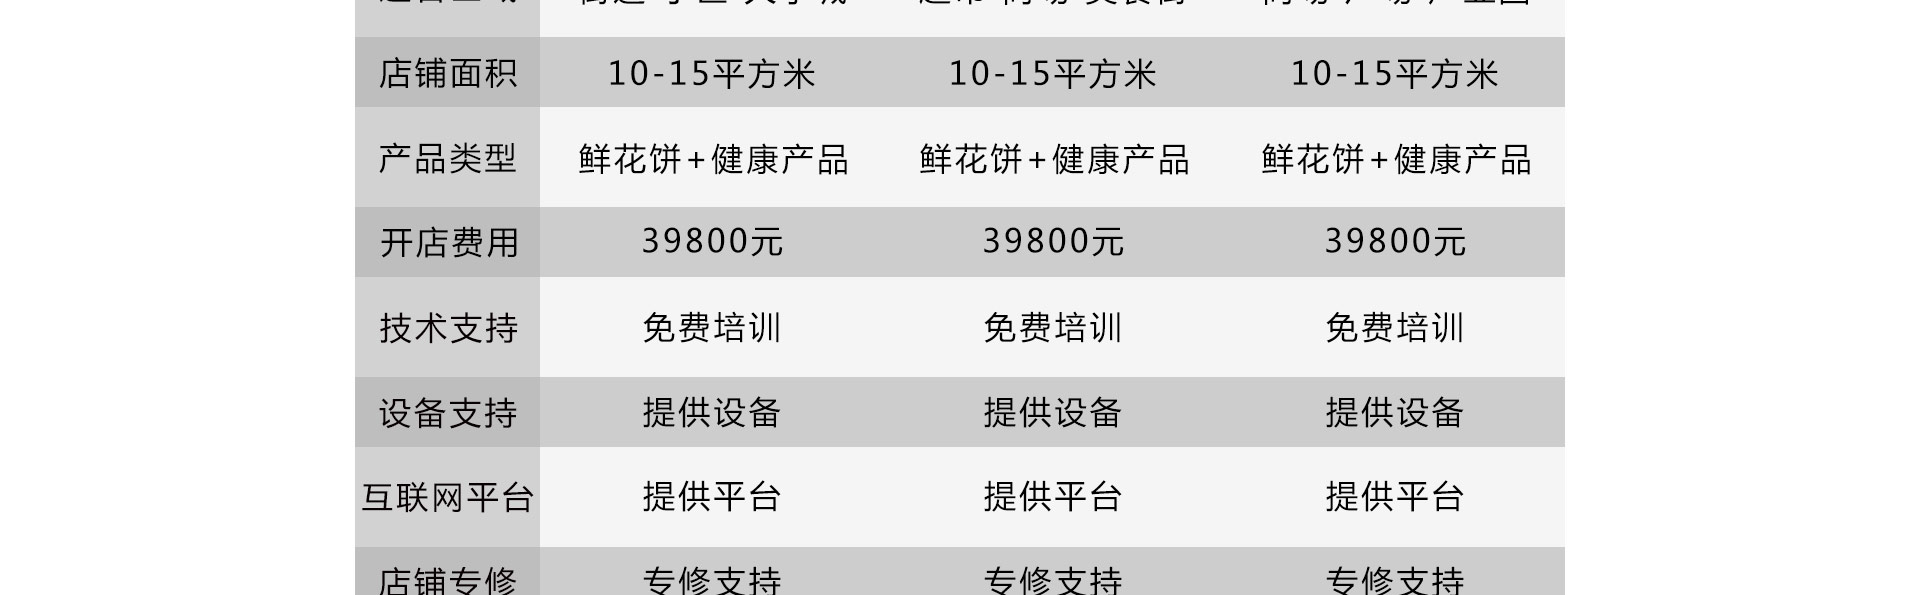 店铺面积 10-15平方米 10-15平方米 10-15平方米
产品类型 鲜花饼+健康产品 鲜花饼+健康产品 鲜花饼+健康产品
开店费用 39800元 39800元 39800元
技术支持 免费培训 免费培训 免费培训
设备支持 提供设备 提供设备 提供设备
互联网平台 提供平台 提供平台 提供平台
店铺专修 专修支持 专修支持 专修支持